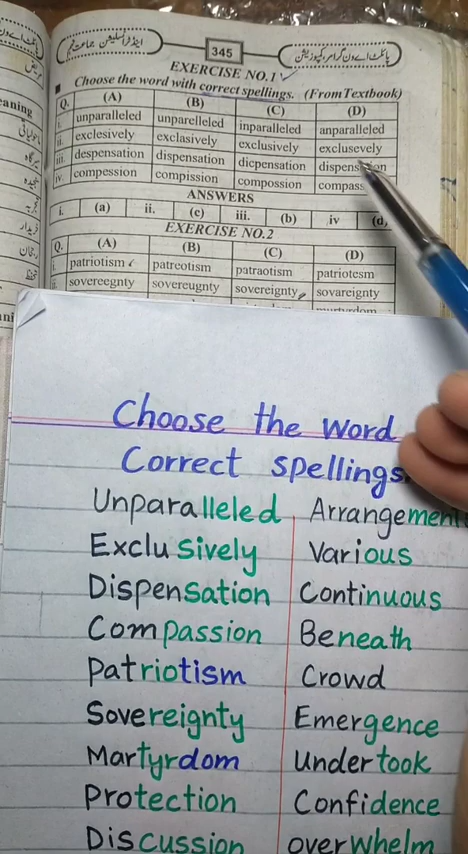 345
EXERCISE NO.1
Choose the word with correct spellings. (From Textbook)
Q. (A) (B) (C) (D)
i. unparalleled unparelleled inparalleled anparalleled
ii. exclesively exclasively exclusively exclusevely
iii. despensation dispensation dicpensation
iv. compession compission compossion compass
ANSWERS
i. (a) ii. (c) iii. (b) iv (d)
EXERCISE NO.2
Q. (A) (B) (C) (D)
i. patriotism patreotism patraotism patriotesm
sovereegnty sovereugnty sovereignty sovareignty
Choose the word
Correct spellings
Unparalleled Arrangement
Exclusively Various
Dispensation Continuous
Compassion Beneath
Patriotism Crowd
Sovereignty Emergence
Martyrdom Undertook
Protection Confidence
Discussion overwhelm